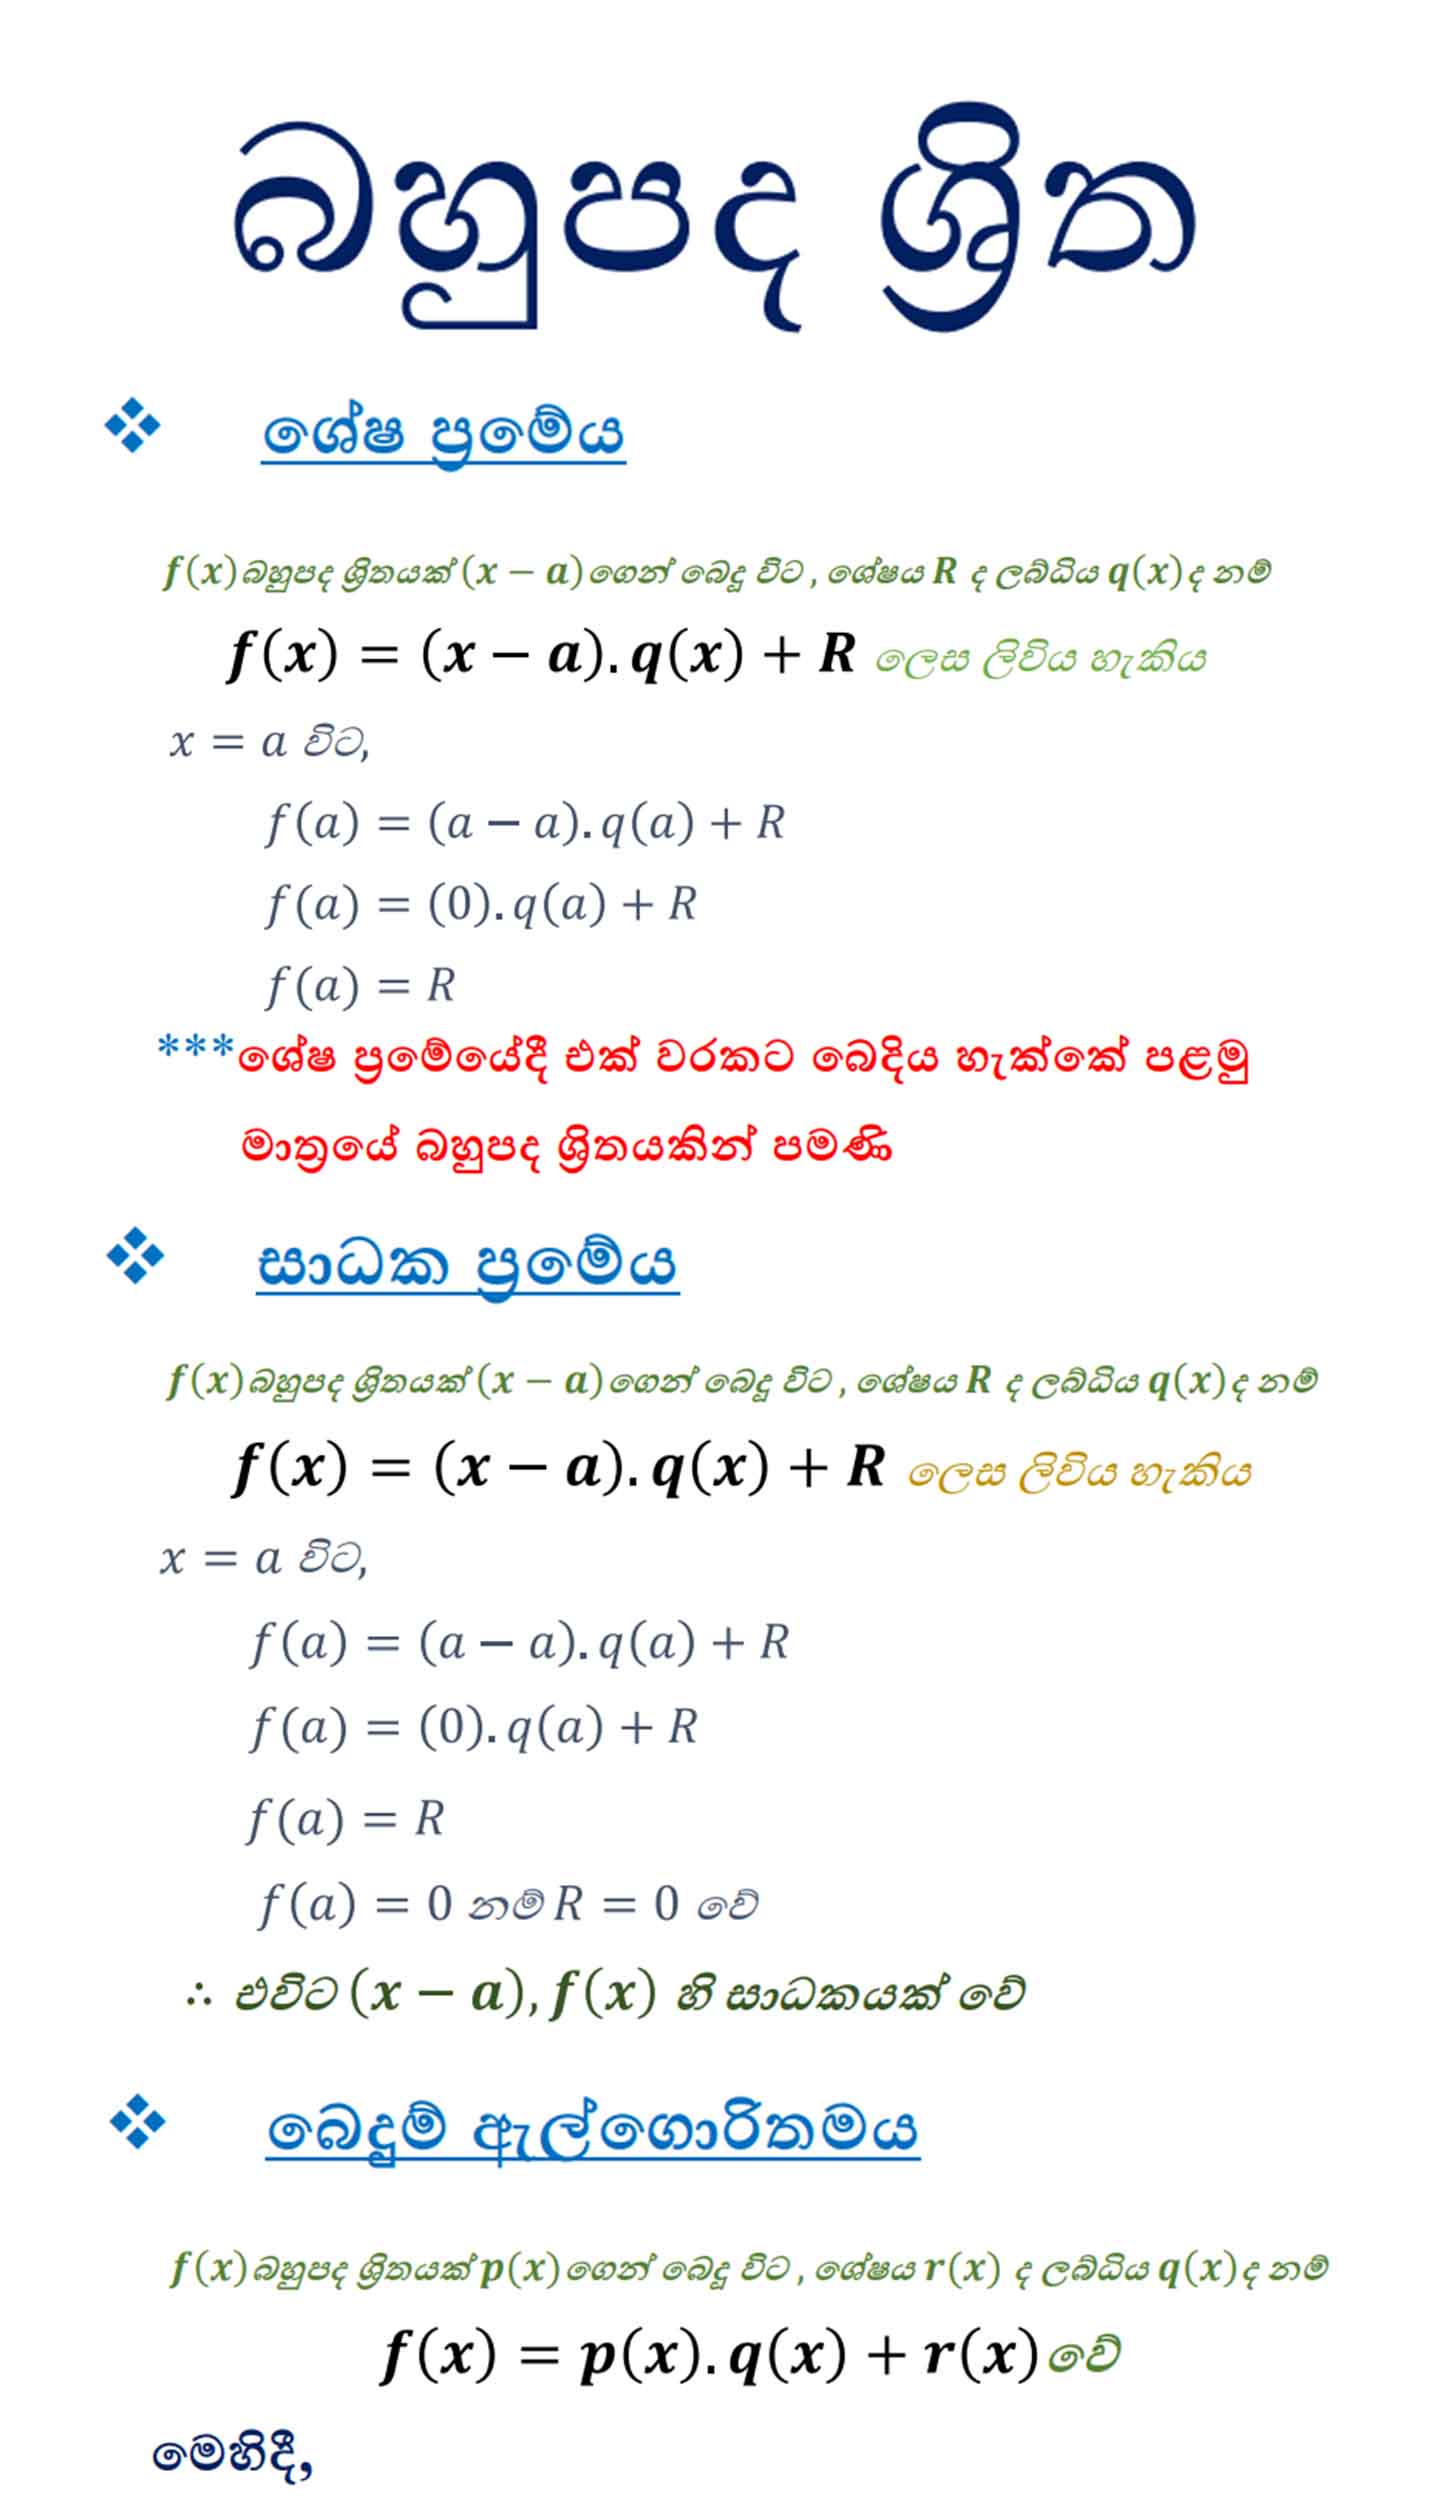 බහුපද ශ්‍රිත
❖ ශේෂ ප්‍රමේය
f(x) බහුපද ශ්‍රිතයක් (x − a) ගෙන් බෙදූ විට , ශේෂය R ද ලබ්ධිය q(x) ද නම්
f(x) = (x − a). q(x) + R ලෙස ලිවිය හැකිය
x = a විට,
f(a) = (a − a). q(a) + R
f(a) = (0). q(a) + R
f(a) = R
***ශේෂ ප්‍රමේයේදී එක් වරකට බෙදිය හැක්කේ පළමු
මාත්‍රයේ බහුපද ශ්‍රිතයකින් පමණි
❖ සාධක ප්‍රමේය
f(x) බහුපද ශ්‍රිතයක් (x − a) ගෙන් බෙදූ විට , ශේෂය R ද ලබ්ධිය q(x) ද නම්
f(x) = (x − a). q(x) + R ලෙස ලිවිය හැකිය
x = a විට,
f(a) = (a − a). q(a) + R
f(a) = (0). q(a) + R
f(a) = R
f(a) = 0 නම් R = 0 වේ
∴ එවිට (x − a), f(x) හි සාධකයක් වේ
❖ බෙදුම් ඇල්ගොරිතමය
f(x) බහුපද ශ්‍රිතයක් p(x) ගෙන් බෙදූ විට , ශේෂය r(x) ද ලබ්ධිය q(x) ද නම්
f(x) = p(x). q(x) + r(x) වේ
මෙහිදී,